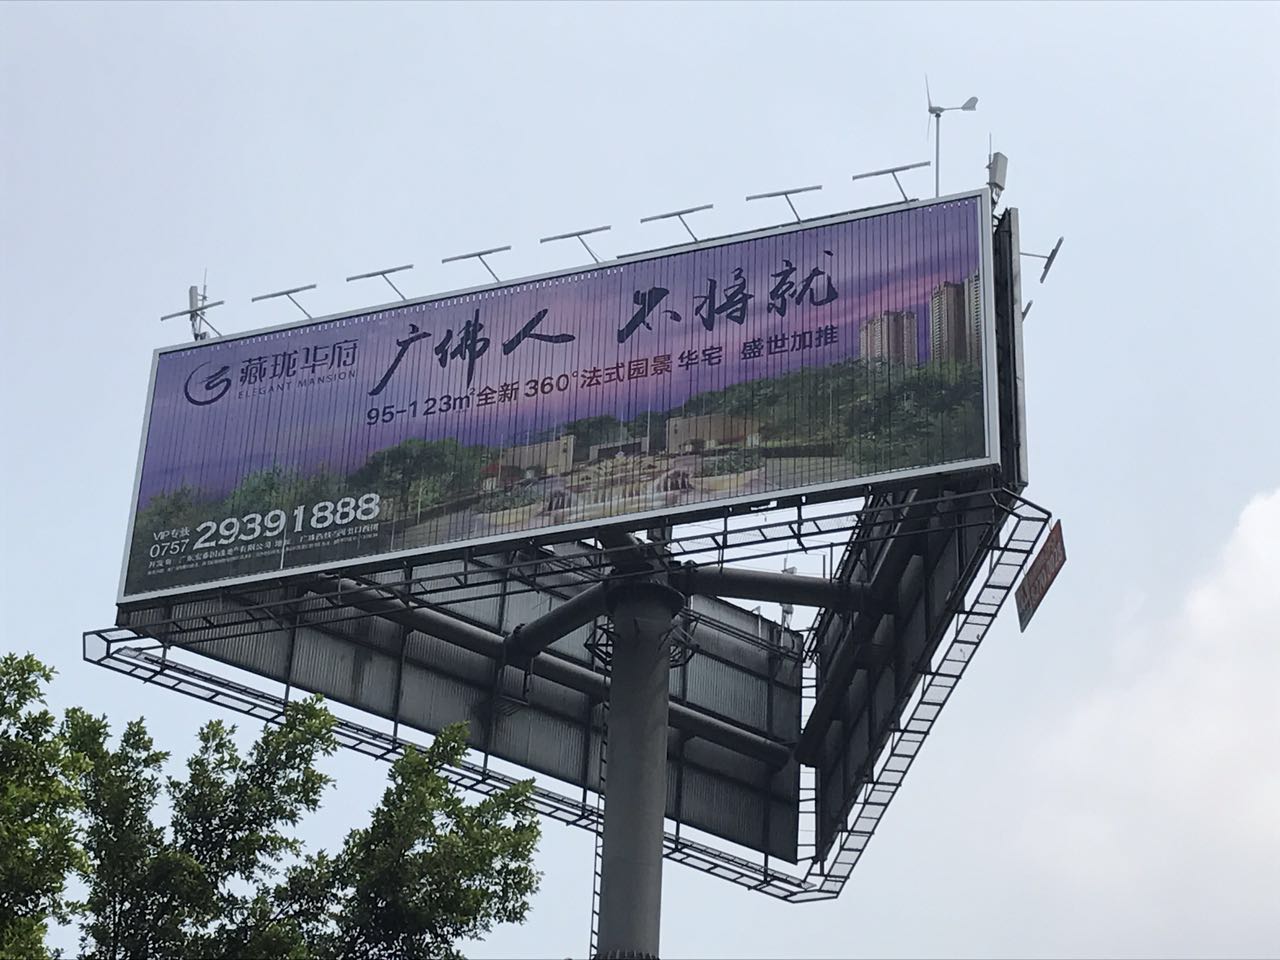 藏珑华府
ELEGANT MANSION
广佛人 不将就
95-123㎡全新360°法式园景华宅 盛世加推
VIP专线
0757 29391888